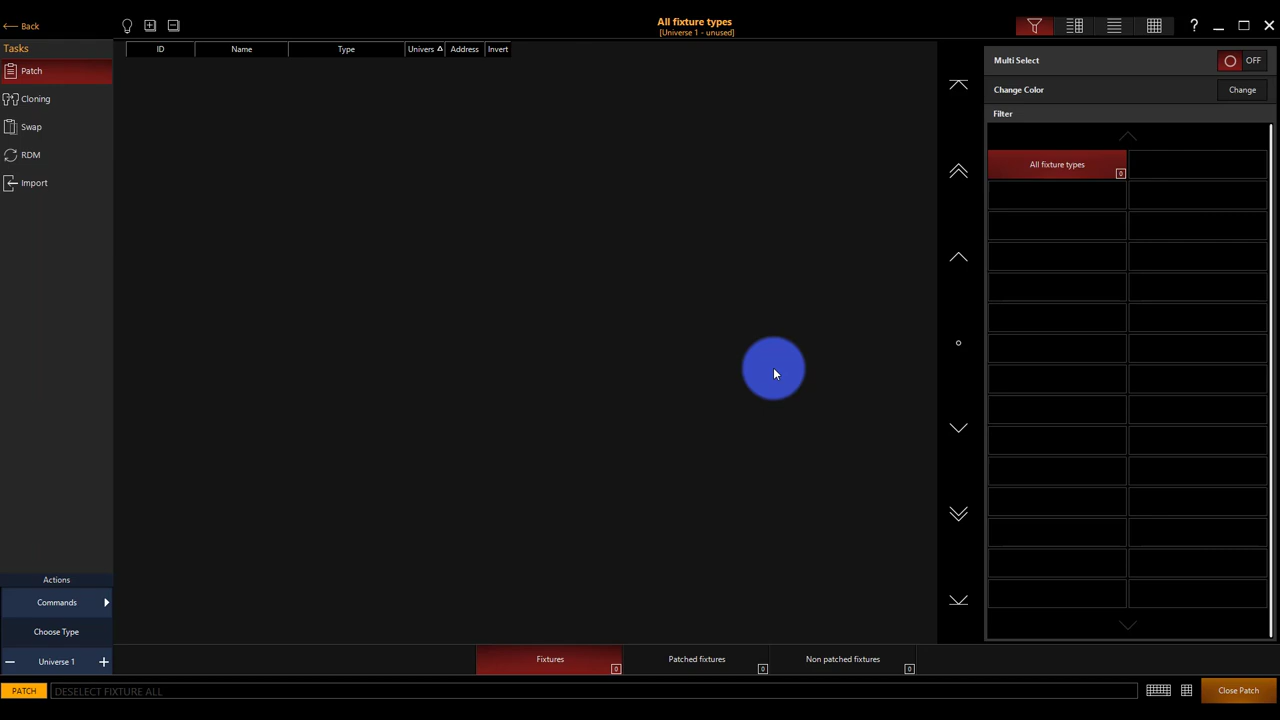 Back
All fixture types
[Universe 1 - unused]
?
Tasks
Patch
Cloning
Swap
RDM
Import
ID Name Type Univers Address Invert
Multi Select OFF
Change Color Change
Filter
All fixture types
0
Actions
Commands
Choose Type
− Universe 1 +
Fixtures 0
Patched fixtures 0
Non patched fixtures 0
PATCH DESELECT FIXTURE ALL
Close Patch